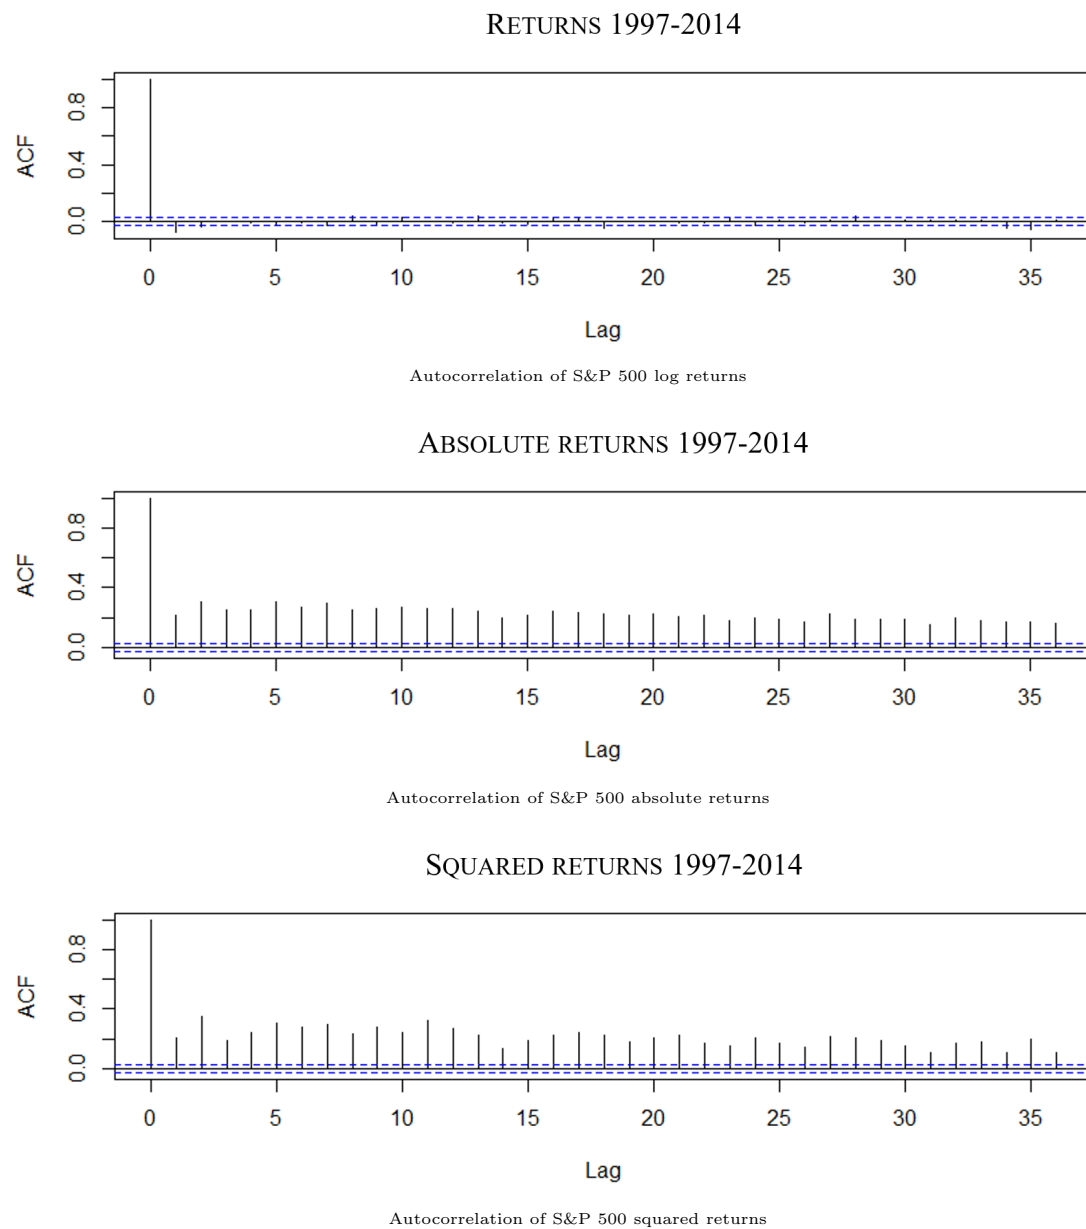 RETURNS 1997-2014
ACF
0.0 0.4 0.8
0 5 10 15 20 25 30 35
Lag
Autocorrelation of S&P 500 log returns
ABSOLUTE RETURNS 1997-2014
ACF
0.0 0.4 0.8
0 5 10 15 20 25 30 35
Lag
Autocorrelation of S&P 500 absolute returns
SQUARED RETURNS 1997-2014
ACF
0.0 0.4 0.8
0 5 10 15 20 25 30 35
Lag
Autocorrelation of S&P 500 squared returns